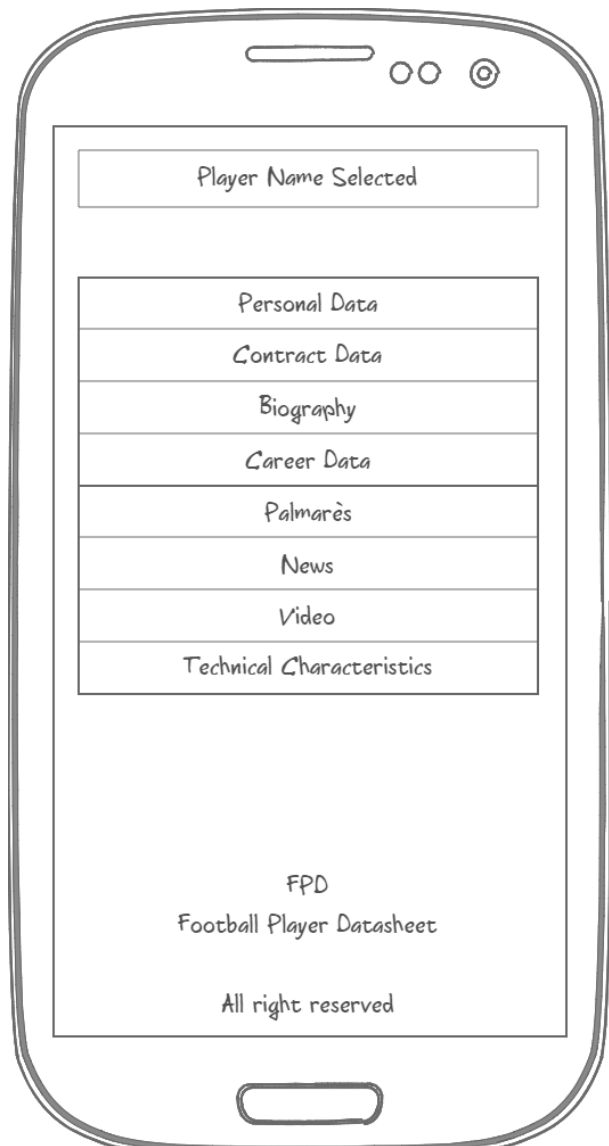 Player Name Selected
Personal Data
Contract Data
Biography
Career Data
Palmarès
News
Video
Technical Characteristics
FPD
Football Player Datasheet
All right reserved